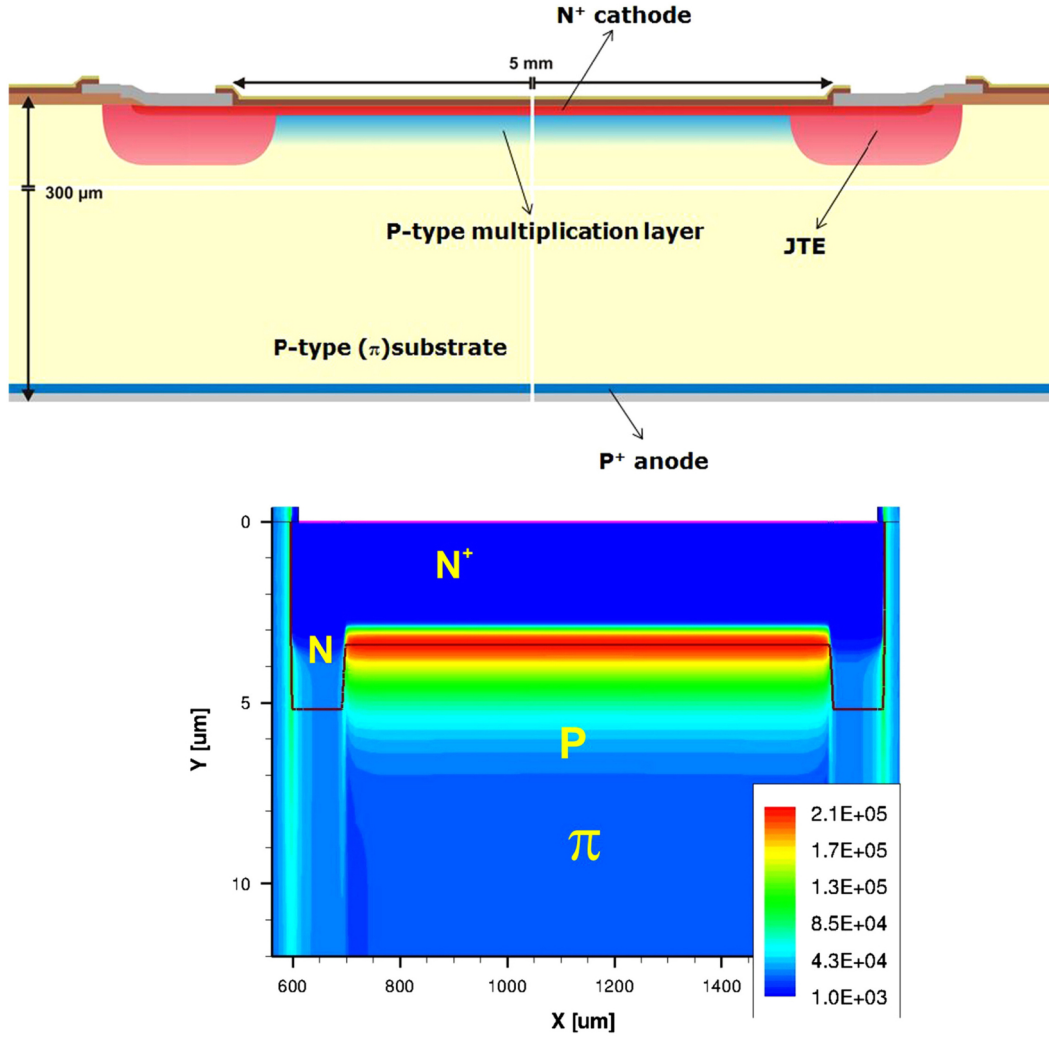 N⁺ cathode
5 mm
300 µm
P-type multiplication layer
JTE
P-type (π)substrate
P⁺ anode
0
N⁺
N
5
Y [um]
P
π
10
2.1E+05
1.7E+05
1.3E+05
8.5E+04
4.3E+04
1.0E+03
600
800
1000
1200
1400
X [um]